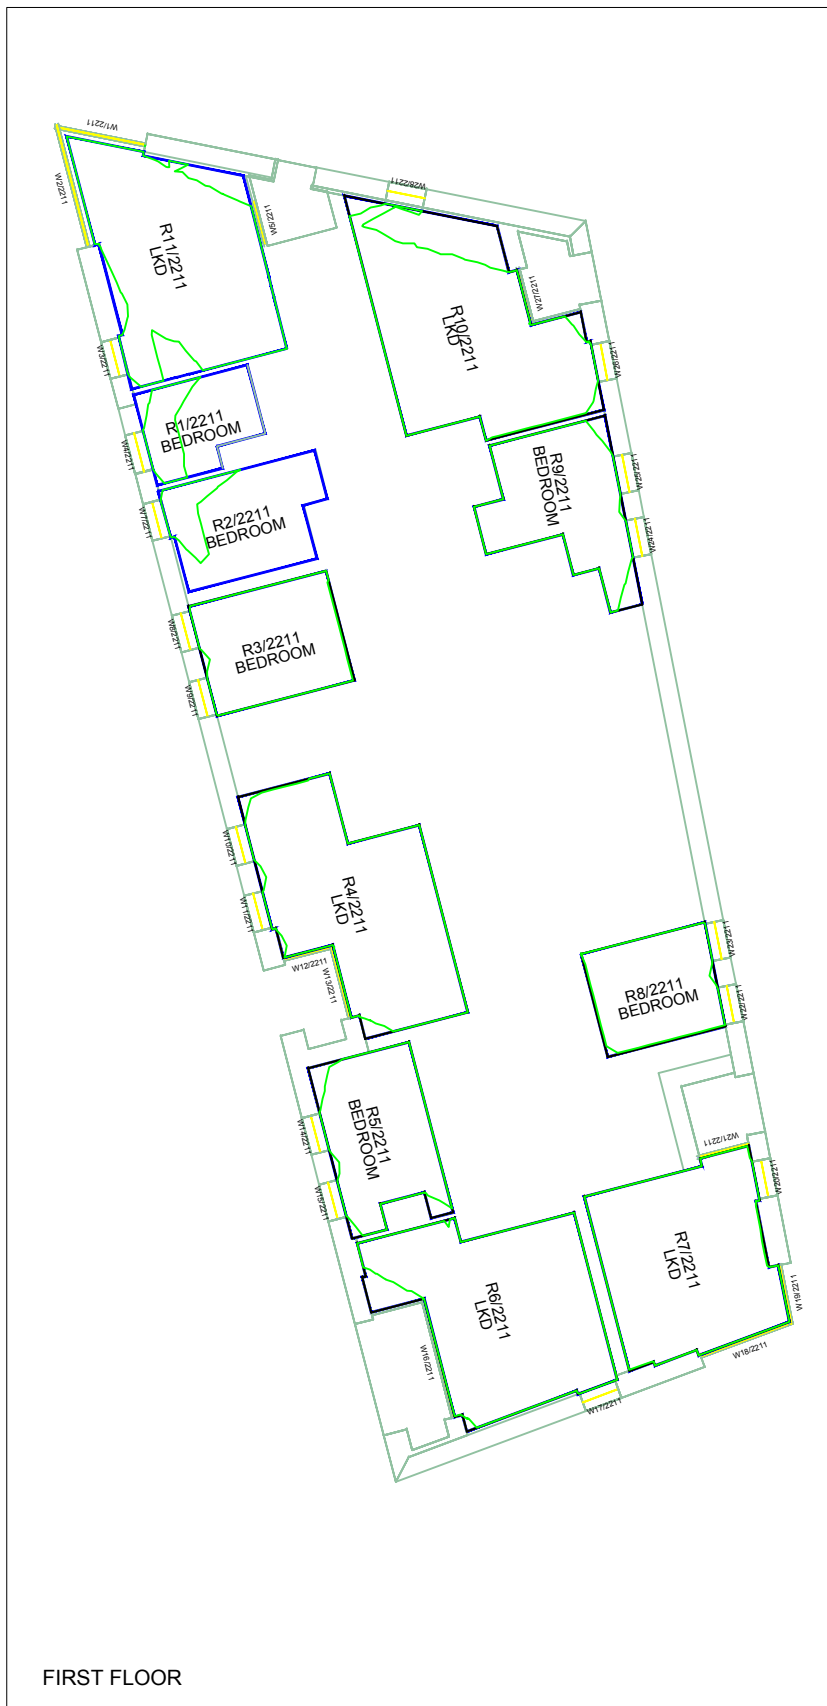 W1/2211
W2/2211
W28/2211
W5/2211
R11/2211
LKD
W27/2211
R10/2211
LKD
W3/2211
W26/2211
R1/2211
BEDROOM
W4/2211
R9/2211
BEDROOM
W25/2211
W7/2211
R2/2211
BEDROOM
W24/2211
W8/2211
R3/2211
BEDROOM
W9/2211
W10/2211
R4/2211
LKD
W11/2211
W12/2211
W13/2211
W23/2211
R8/2211
BEDROOM
W22/2211
W14/2211
R5/2211
BEDROOM
W21/2211
W20/2211
W15/2211
R7/2211
LKD
W19/2211
R6/2211
LKD
W16/2211
W18/2211
W17/2211
FIRST FLOOR